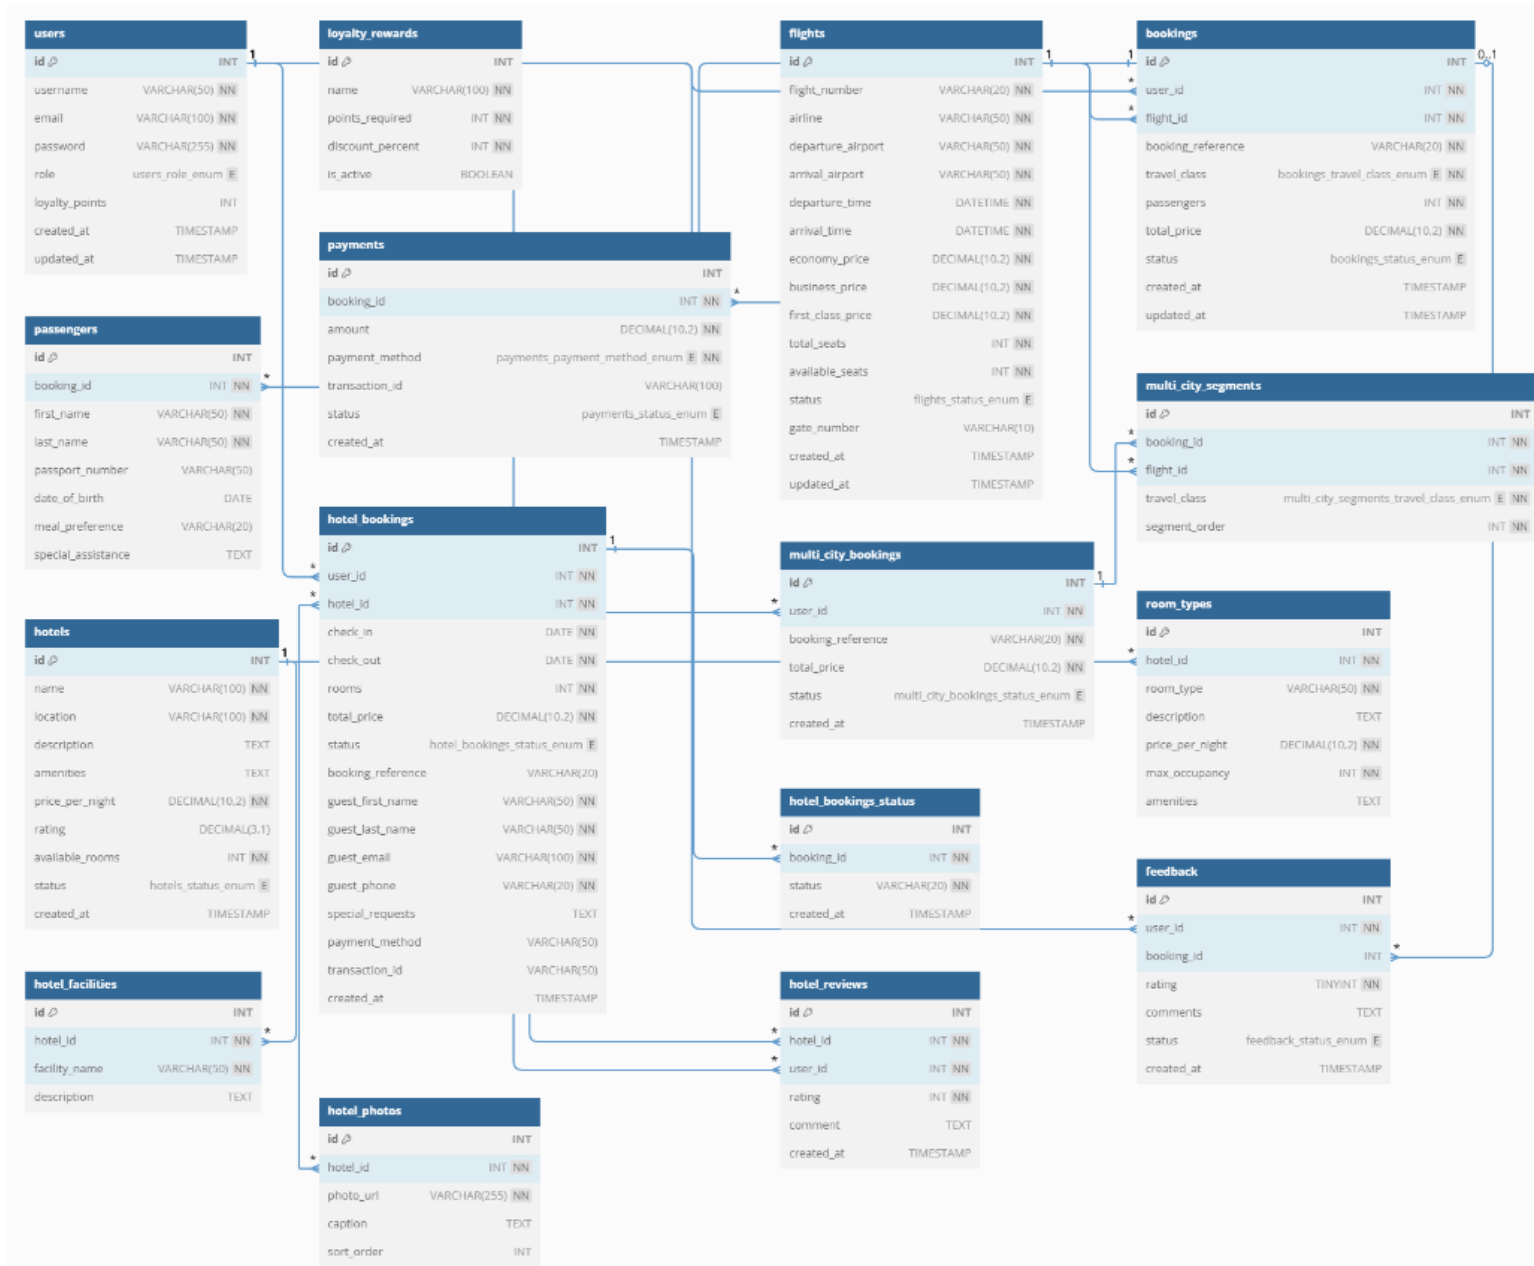 users
id INT
username VARCHAR(50) NN
email VARCHAR(100) NN
password VARCHAR(255) NN
role users_role_enum E
loyalty_points INT
created_at TIMESTAMP
updated_at TIMESTAMP
1
loyalty_rewards
id INT
name VARCHAR(100) NN
points_required INT NN
discount_percent INT NN
is_active BOOLEAN
flights
id INT
flight_number VARCHAR(20) NN
airline VARCHAR(50) NN
departure_airport VARCHAR(50) NN
arrival_airport VARCHAR(50) NN
departure_time DATETIME NN
arrival_time DATETIME NN
economy_price DECIMAL(10,2) NN
business_price DECIMAL(10,2) NN
first_class_price DECIMAL(10,2) NN
total_seats INT NN
available_seats INT NN
status flights_status_enum E
gate_number VARCHAR(10)
created_at TIMESTAMP
updated_at TIMESTAMP
1
1
*
*
bookings
id INT
user_id INT NN
flight_id INT NN
booking_reference VARCHAR(20) NN
travel_class bookings_travel_class_enum E NN
passengers INT NN
total_price DECIMAL(10,2) NN
status bookings_status_enum E
created_at TIMESTAMP
updated_at TIMESTAMP
0..1
payments
id INT
booking_id INT NN
amount DECIMAL(10,2) NN
payment_method payments_payment_method_enum E NN
transaction_id VARCHAR(100)
status payments_status_enum E
created_at TIMESTAMP
*
passengers
id INT
booking_id INT NN
first_name VARCHAR(50) NN
last_name VARCHAR(50) NN
passport_number VARCHAR(50)
date_of_birth DATE
meal_preference VARCHAR(20)
special_assistance TEXT
*
multi_city_segments
id INT
booking_id INT NN
flight_id INT NN
travel_class multi_city_segments_travel_class_enum E NN
segment_order INT NN
*
*
hotel_bookings
id INT
user_id INT NN
hotel_id INT NN
check_in DATE NN
check_out DATE NN
rooms INT NN
total_price DECIMAL(10,2) NN
status hotel_bookings_status_enum E
booking_reference VARCHAR(20)
guest_first_name VARCHAR(50) NN
guest_last_name VARCHAR(50) NN
guest_email VARCHAR(100) NN
guest_phone VARCHAR(20) NN
special_requests TEXT
payment_method VARCHAR(50)
transaction_id VARCHAR(50)
created_at TIMESTAMP
1
*
*
multi_city_bookings
id INT
user_id INT NN
booking_reference VARCHAR(20) NN
total_price DECIMAL(10,2) NN
status multi_city_bookings_status_enum E
created_at TIMESTAMP
1
*
room_types
id INT
hotel_id INT NN
room_type VARCHAR(50) NN
description TEXT
price_per_night DECIMAL(10,2) NN
max_occupancy INT NN
amenities TEXT
*
hotels
id INT
name VARCHAR(100) NN
location VARCHAR(100) NN
description TEXT
amenities TEXT
price_per_night DECIMAL(10,2) NN
rating DECIMAL(3,1)
available_rooms INT NN
status hotels_status_enum E
created_at TIMESTAMP
1
hotel_bookings_status
id INT
booking_id INT NN
status VARCHAR(20) NN
created_at TIMESTAMP
*
feedback
id INT
user_id INT NN
booking_id INT
rating TINYINT NN
comments TEXT
status feedback_status_enum E
created_at TIMESTAMP
*
*
hotel_facilities
id INT
hotel_id INT NN
facility_name VARCHAR(50) NN
description TEXT
*
hotel_reviews
id INT
hotel_id INT NN
user_id INT NN
rating INT NN
comment TEXT
created_at TIMESTAMP
*
*
hotel_photos
id INT
hotel_id INT NN
photo_url VARCHAR(255) NN
caption TEXT
sort_order INT
*